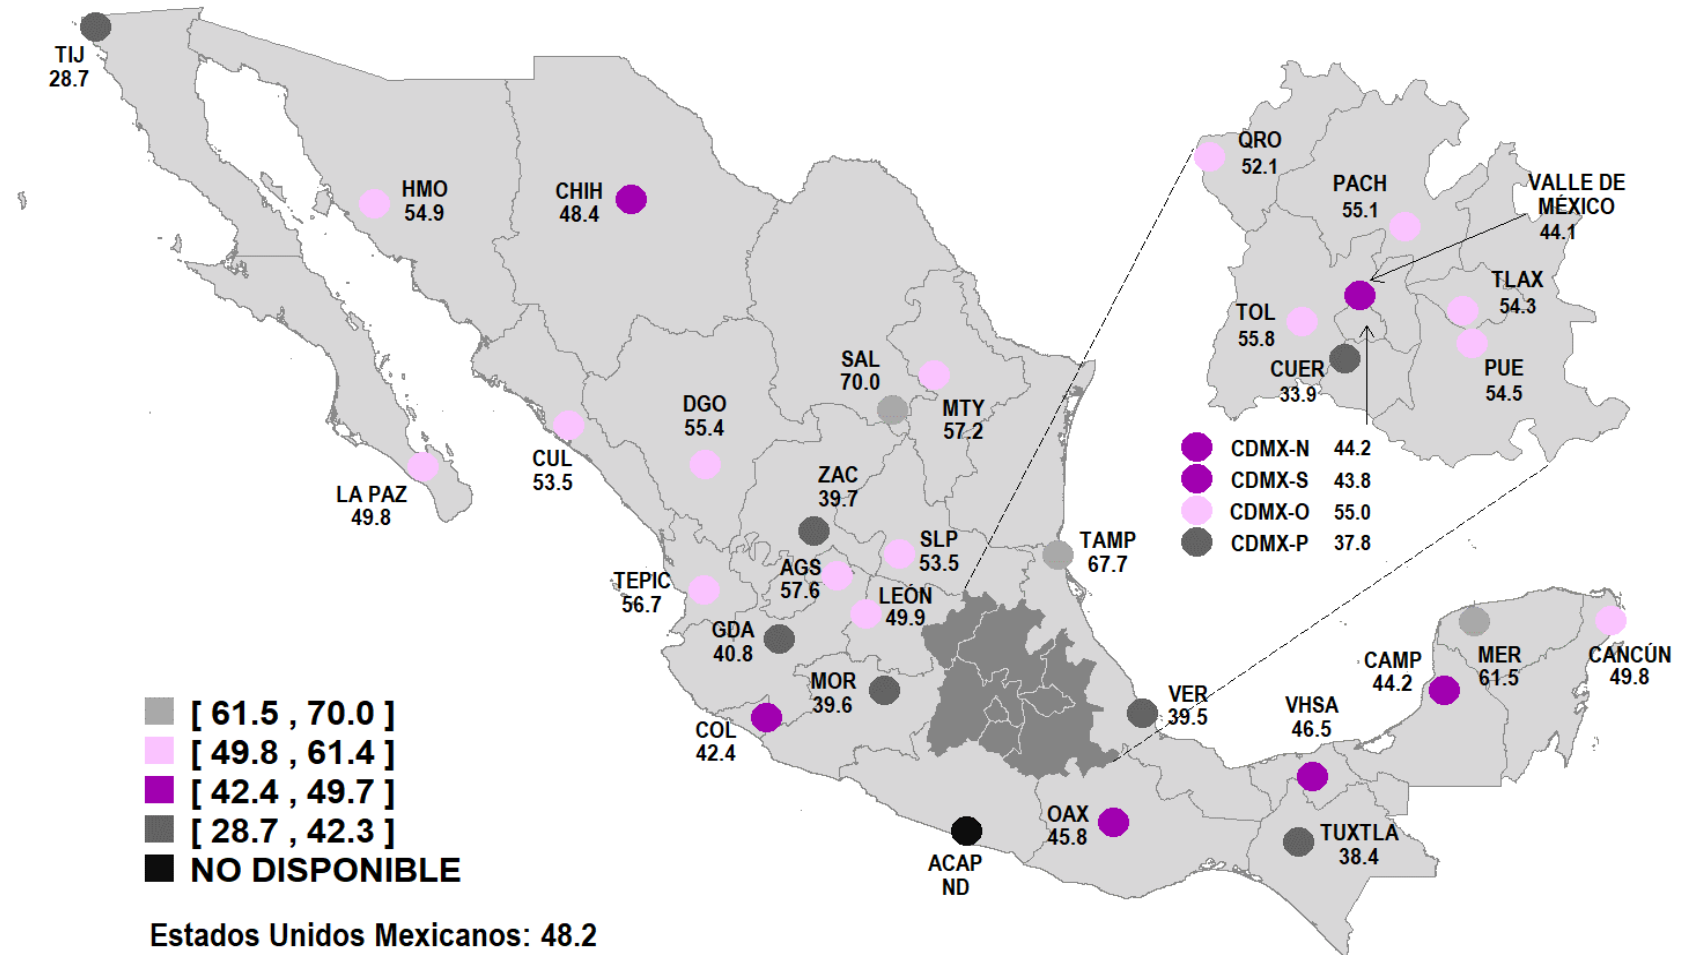 TIJ
28.7
HMO
54.9
CHIH
48.4
QRO
52.1
PACH
55.1
VALLE DE
MÉXICO
44.1
TLAX
54.3
TOL
55.8
CUER
33.9
PUE
54.5
SAL
70.0
MTY
57.2
DGO
55.4
CUL
53.5
LA PAZ
49.8
ZAC
39.7
SLP
53.5
AGS
57.6
LEÓN
49.9
TEPIC
56.7
GDA
40.8
MOR
39.6
COL
42.4
TAMP
67.7
CDMX-N 44.2
CDMX-S 43.8
CDMX-O 55.0
CDMX-P 37.8
VER
39.5
CAMP
44.2
MER
61.5
CANCÚN
49.8
VHSA
46.5
OAX
45.8
TUXTLA
38.4
ACAP
ND
[ 61.5 , 70.0 ]
[ 49.8 , 61.4 ]
[ 42.4 , 49.7 ]
[ 28.7 , 42.3 ]
NO DISPONIBLE
Estados Unidos Mexicanos: 48.2